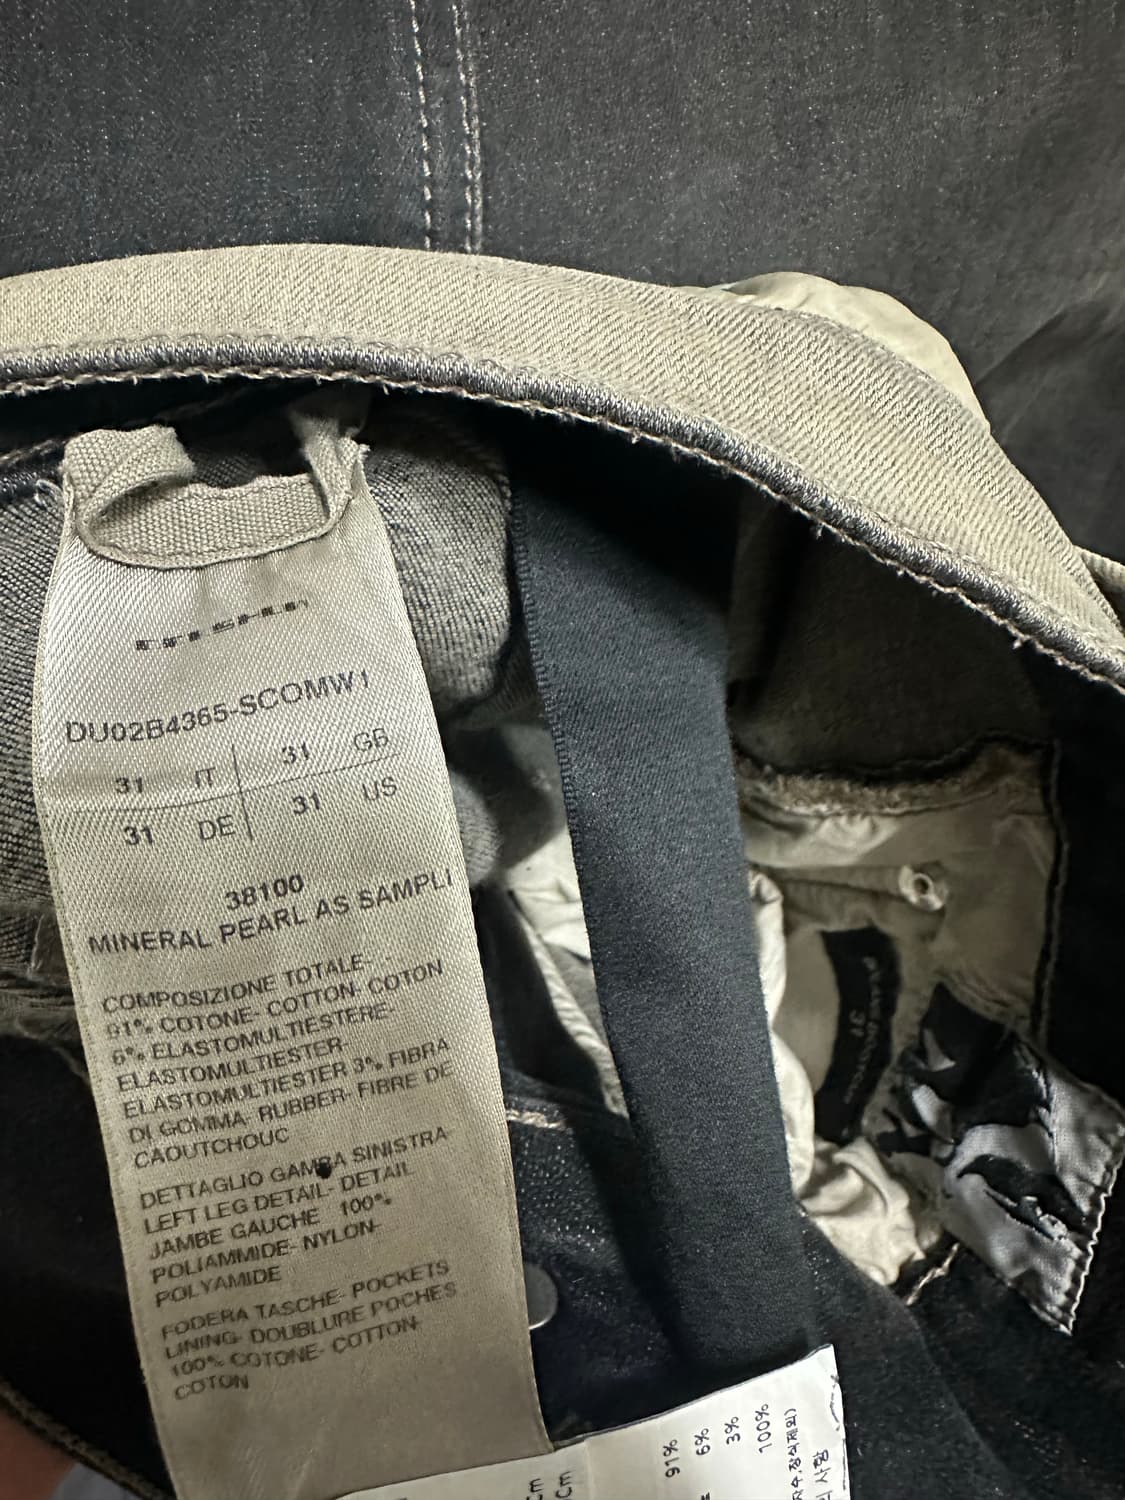 DU02B4365-SCOMW1
31 IT 31 GB
31 DE 31 US
38100
MINERAL PEARL AS SAMPLI
COMPOSIZIONE TOTALE-
91% COTONE- COTTON- COTON
6% ELASTOMULTIESTERE-
ELASTOMULTIESTER-
ELASTOMULTIESTER 3% FIBRA
DI GOMMA- RUBBER- FIBRE DE
CAOUTCHOUC
DETTAGLIO GAMBA SINISTRA-
LEFT LEG DETAIL- DETAIL
JAMBE GAUCHE 100%
POLIAMMIDE- NYLON-
POLYAMIDE
FODERA TASCHE- POCKETS
LINING- DOUBLURE POCHES
100% COTONE- COTTON-
COTON
31
cm
cm
91%
6%
3%
100%